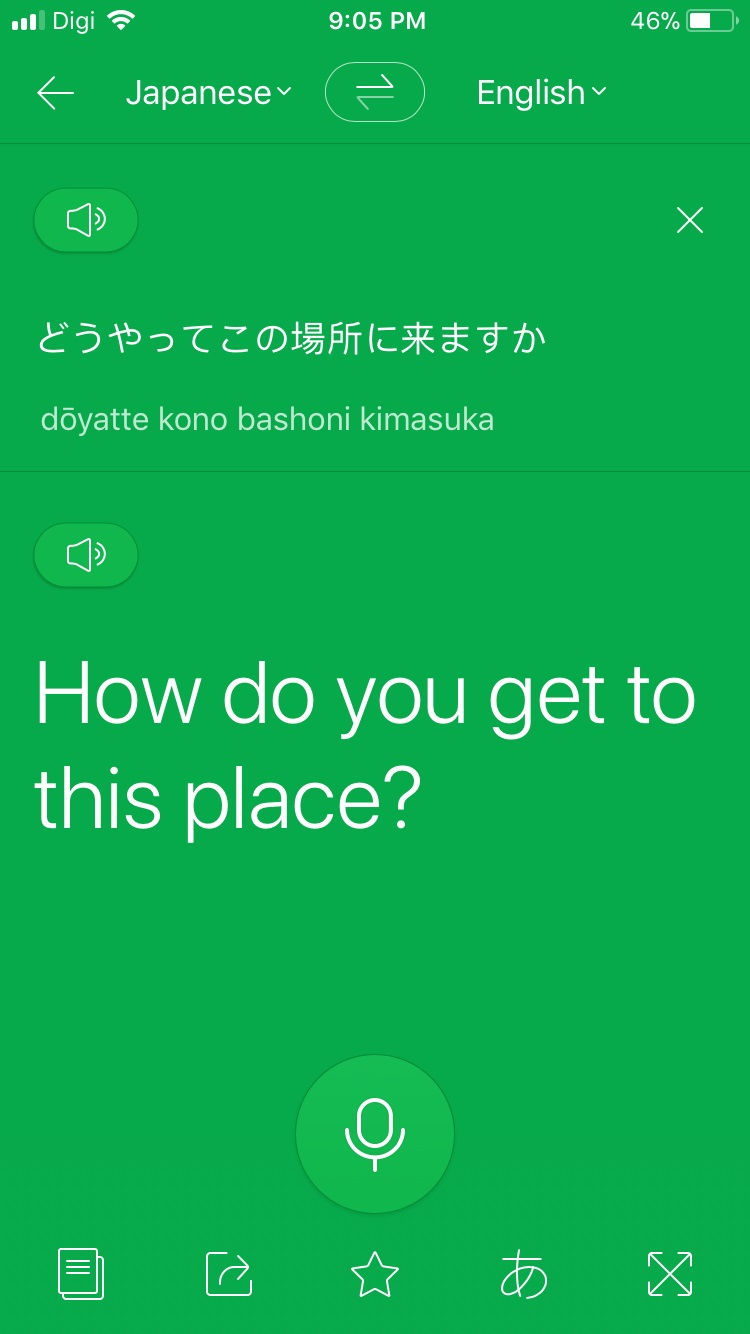 Digi 9:05 PM 46%
Japanese English
どうやってこの場所に来ますか
dōyatte kono bashoni kimasuka
How do you get to
this place?
あ